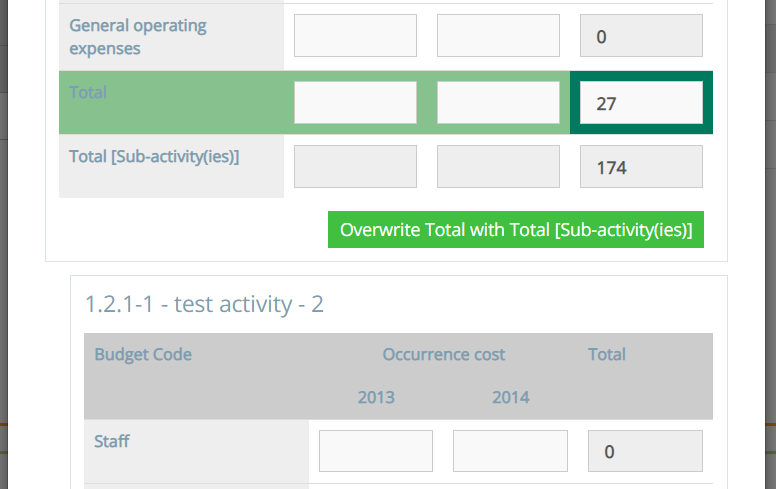 General operating
expenses
0
Total
27
Total [Sub-activity(ies)]
174
Overwrite Total with Total [Sub-activity(ies)]
1.2.1-1 - test activity - 2
Budget Code Occurrence cost Total
2013 2014
Staff
0